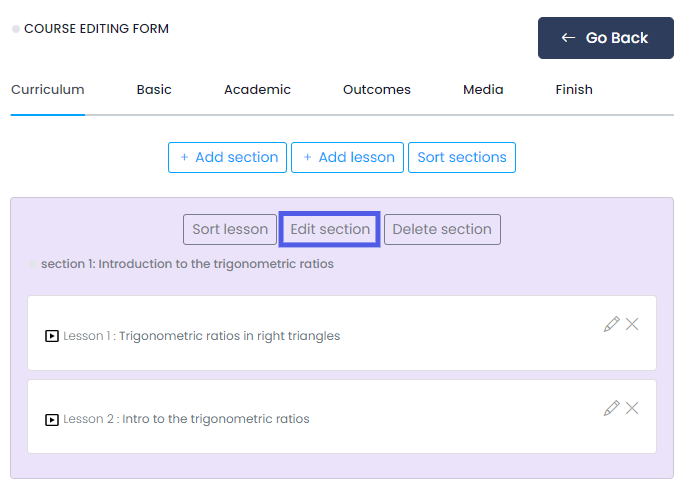 COURSE EDITING FORM
← Go Back
Curriculum Basic Academic Outcomes Media Finish
+ Add section + Add lesson Sort sections
Sort lesson Edit section Delete section
section 1: Introduction to the trigonometric ratios
Lesson 1 : Trigonometric ratios in right triangles
Lesson 2 : Intro to the trigonometric ratios